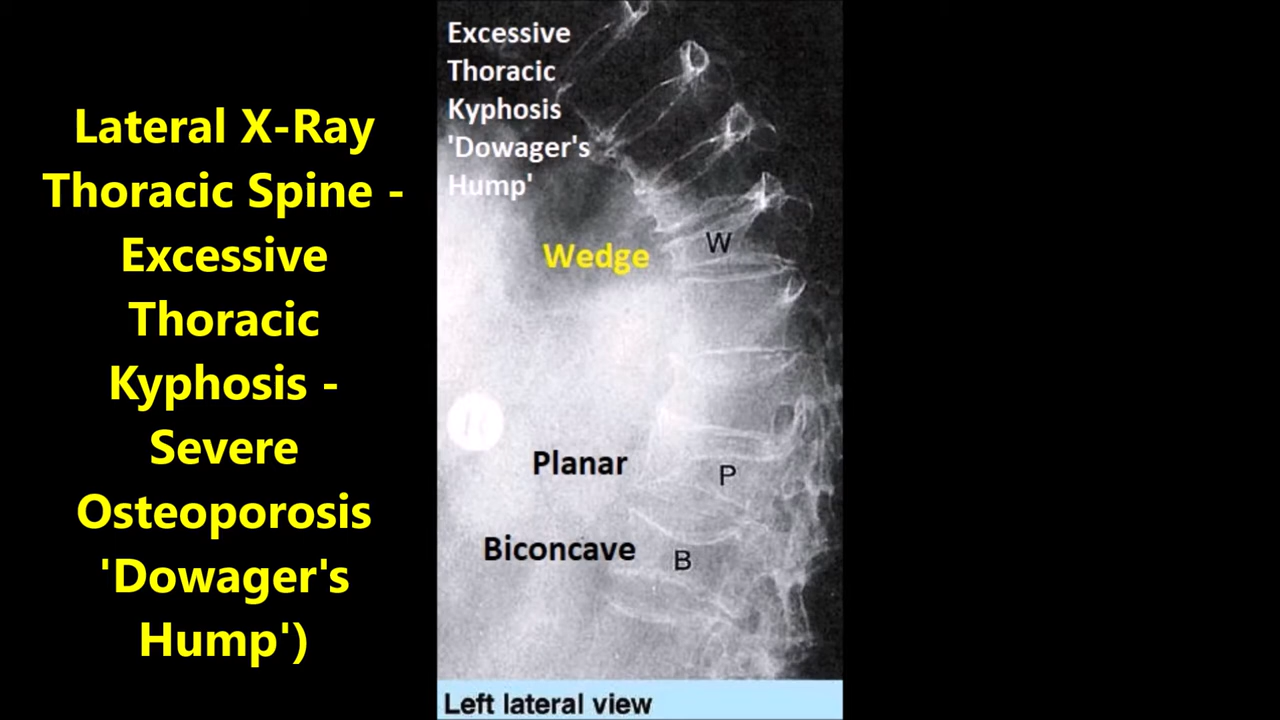 Lateral X-Ray
Thoracic Spine -
Excessive
Thoracic
Kyphosis -
Severe
Osteoporosis
'Dowager's
Hump')
Excessive
Thoracic
Kyphosis
'Dowager's
Hump'
W
Wedge
Planar
P
Biconcave
B
Left lateral view